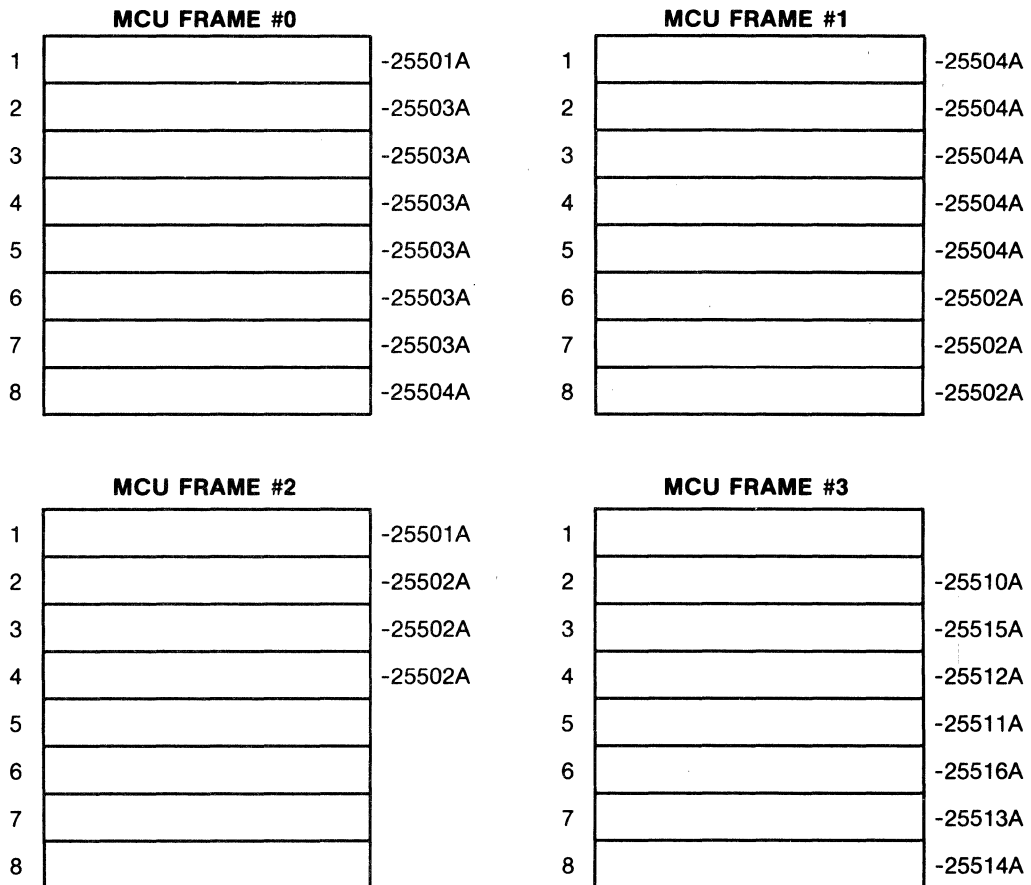 MCU FRAME #0
1 -25501A
2 -25503A
3 -25503A
4 -25503A
5 -25503A
6 -25503A
7 -25503A
8 -25504A
MCU FRAME #1
1 -25504A
2 -25504A
3 -25504A
4 -25504A
5 -25504A
6 -25502A
7 -25502A
8 -25502A
MCU FRAME #2
1 -25501A
2 -25502A
3 -25502A
4 -25502A
5
6
7
8
MCU FRAME #3
1
2 -25510A
3 -25515A
4 -25512A
5 -25511A
6 -25516A
7 -25513A
8 -25514A